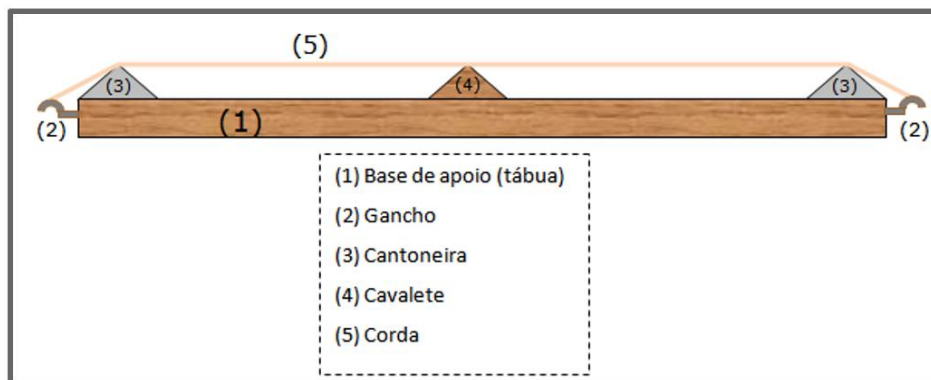 (5)
(3)
(4)
(3)
(2)
(1)
(2)
(1) Base de apoio (tábua)
(2) Gancho
(3) Cantoneira
(4) Cavalete
(5) Corda